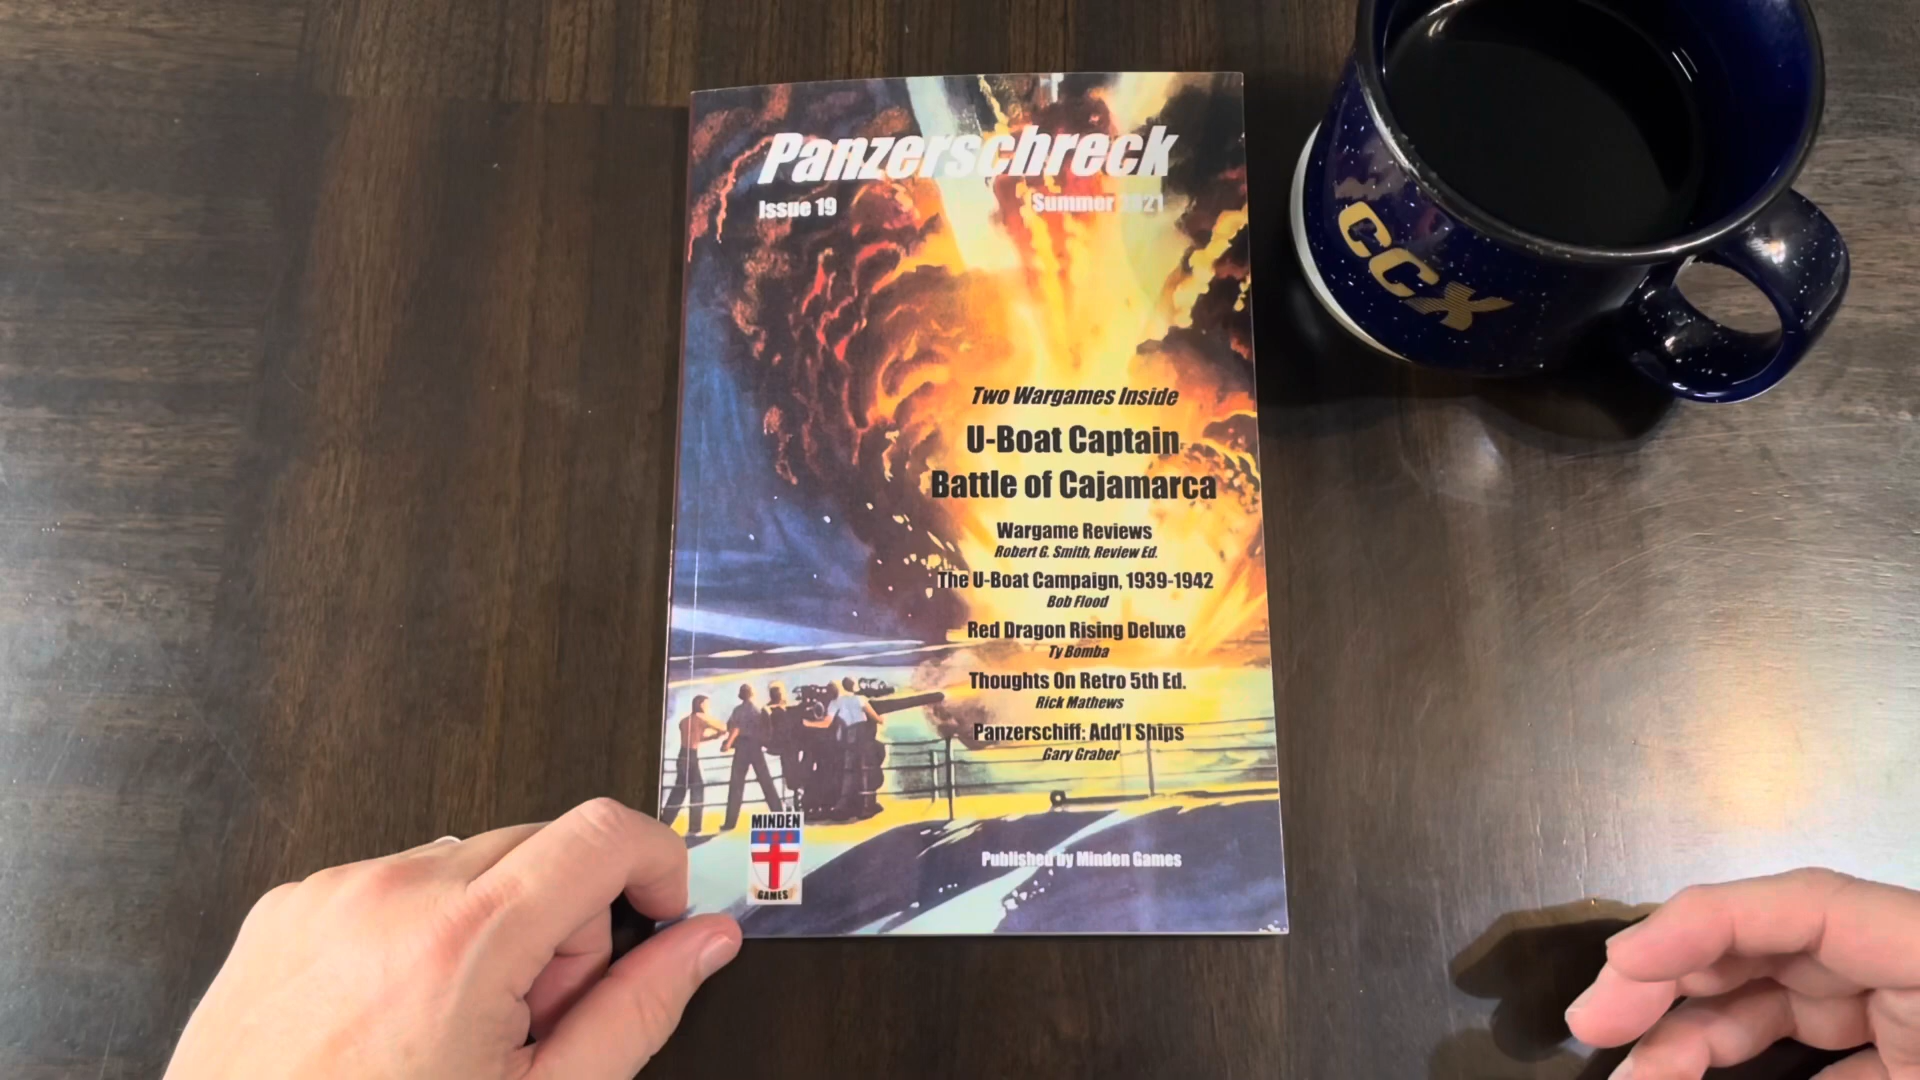 Panzerschreck
Issue 19
Summer 2021
Two Wargames Inside
U-Boat Captain
Battle of Cajamarca
Wargame Reviews
Robert G. Smith, Review Ed.
The U-Boat Campaign, 1939-1942
Bob Flood
Red Dragon Rising Deluxe
Ty Bomba
Thoughts On Retro 5th Ed.
Rick Mathews
Panzerschiff: Add'l Ships
Gary Graber
MINDEN
GAMES
Published by Minden Games
CCX